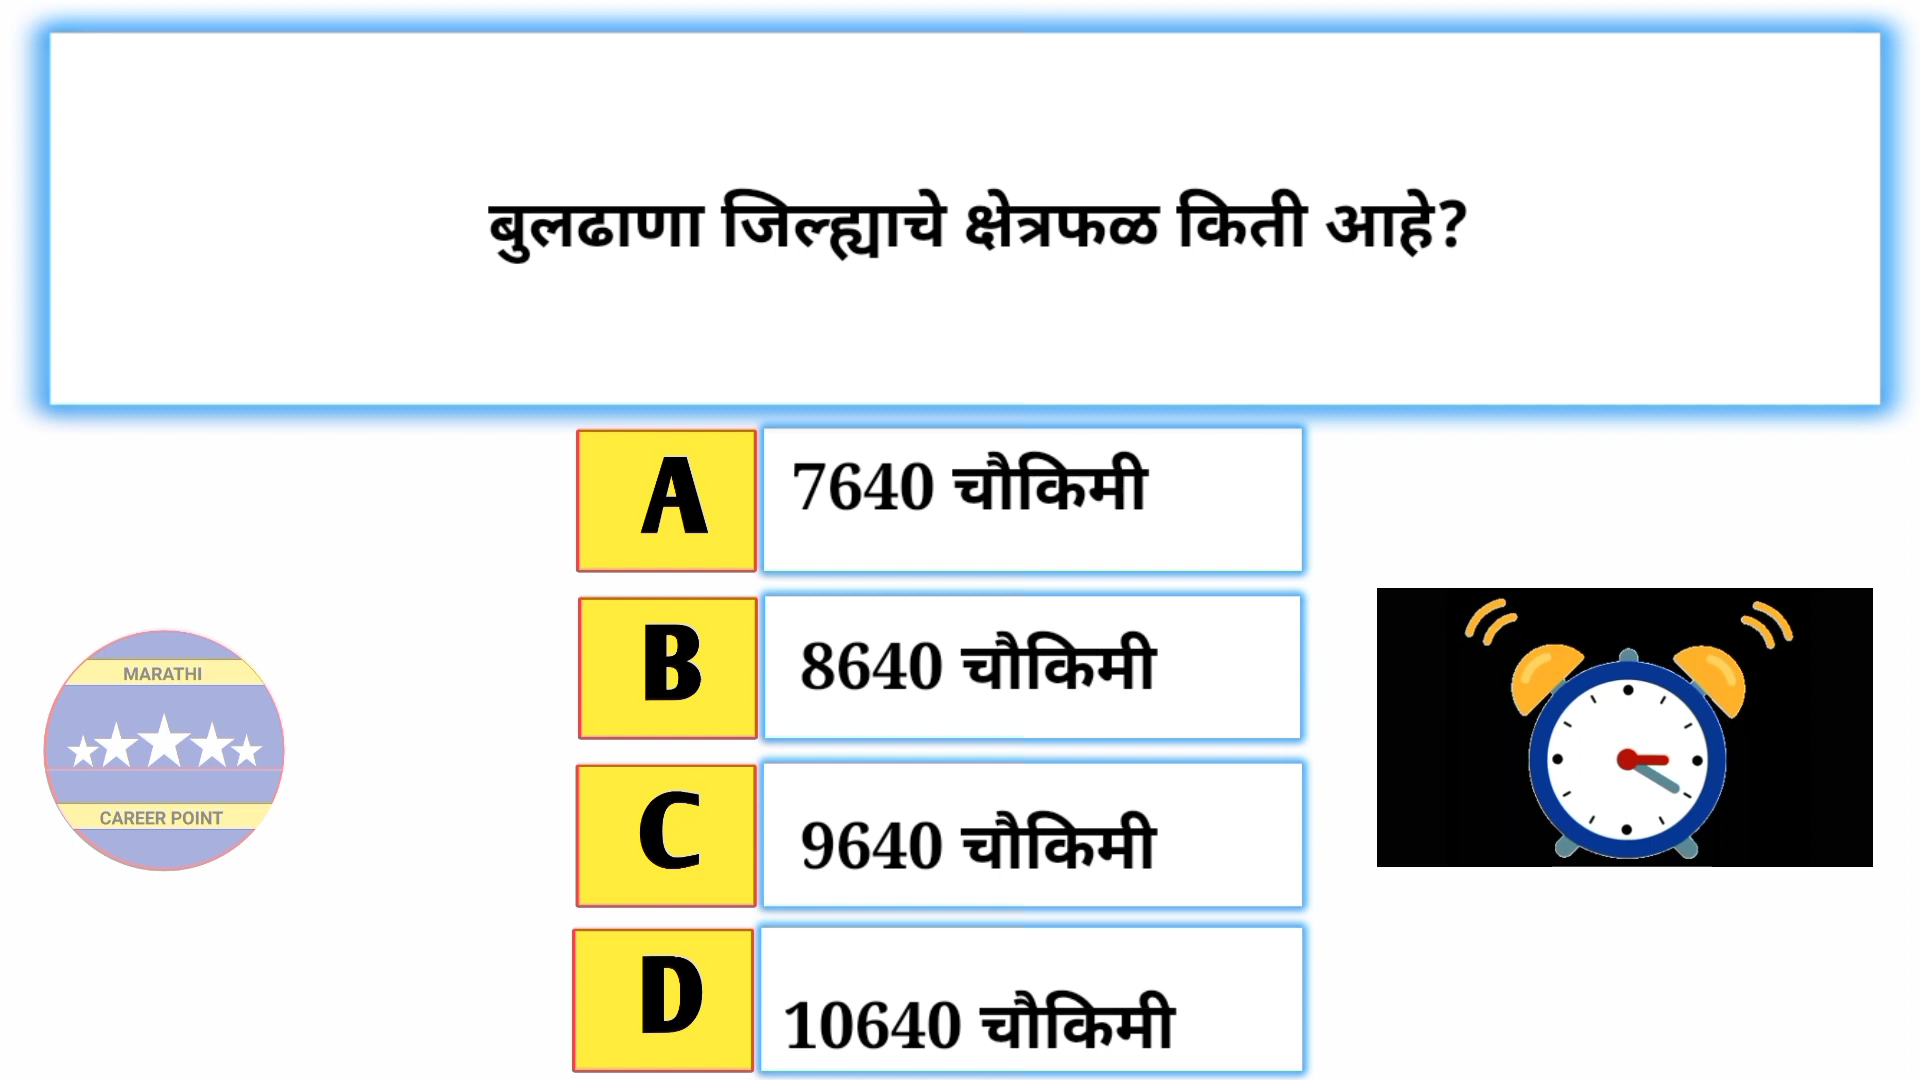 बुलढाणा जिल्ह्याचे क्षेत्रफळ किती आहे?
A 7640 चौकिमी
B 8640 चौकिमी
C 9640 चौकिमी
D 10640 चौकिमी
MARATHI
CAREER POINT